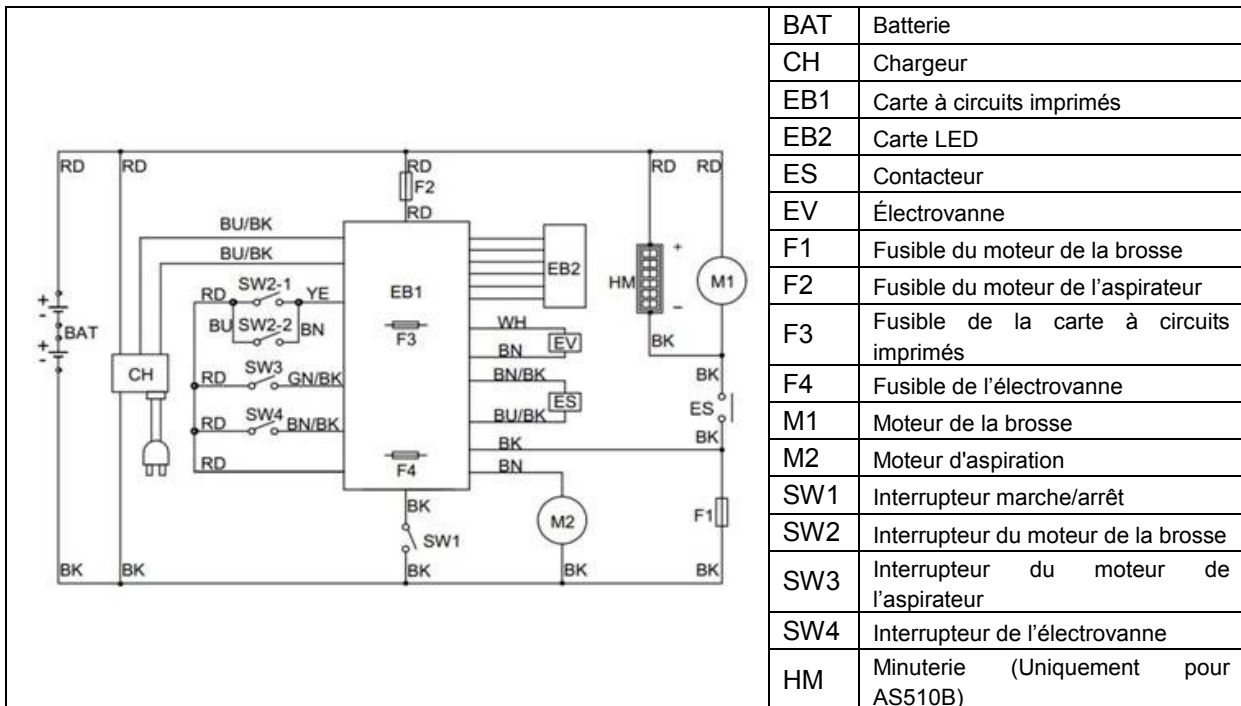 RD
RD
RD
F2
RD
RD
RD
BU/BK
BU/BK
SW2-1
RD
YE
BU
SW2-2
BN
EB1
F3
EB2
HM
+
−
M1
+
-
+
-
BAT
CH
WH
EV
BN
BK
SW3
RD
GN/BK
BN/BK
ES
BU/BK
BK
ES
SW4
RD
BN/BK
BK
BK
RD
F4
BN
BK
M2
F1
SW1
BK
BK
BK
BK
BK
BAT Batterie
CH Chargeur
EB1 Carte à circuits imprimés
EB2 Carte LED
ES Contacteur
EV Électrovanne
F1 Fusible du moteur de la brosse
F2 Fusible du moteur de l’aspirateur
F3 Fusible de la carte à circuits
imprimés
F4 Fusible de l’électrovanne
M1 Moteur de la brosse
M2 Moteur d'aspiration
SW1 Interrupteur marche/arrêt
SW2 Interrupteur du moteur de la brosse
SW3 Interrupteur du moteur de
l’aspirateur
SW4 Interrupteur de l’électrovanne
HM Minuterie (Uniquement pour
AS510B)